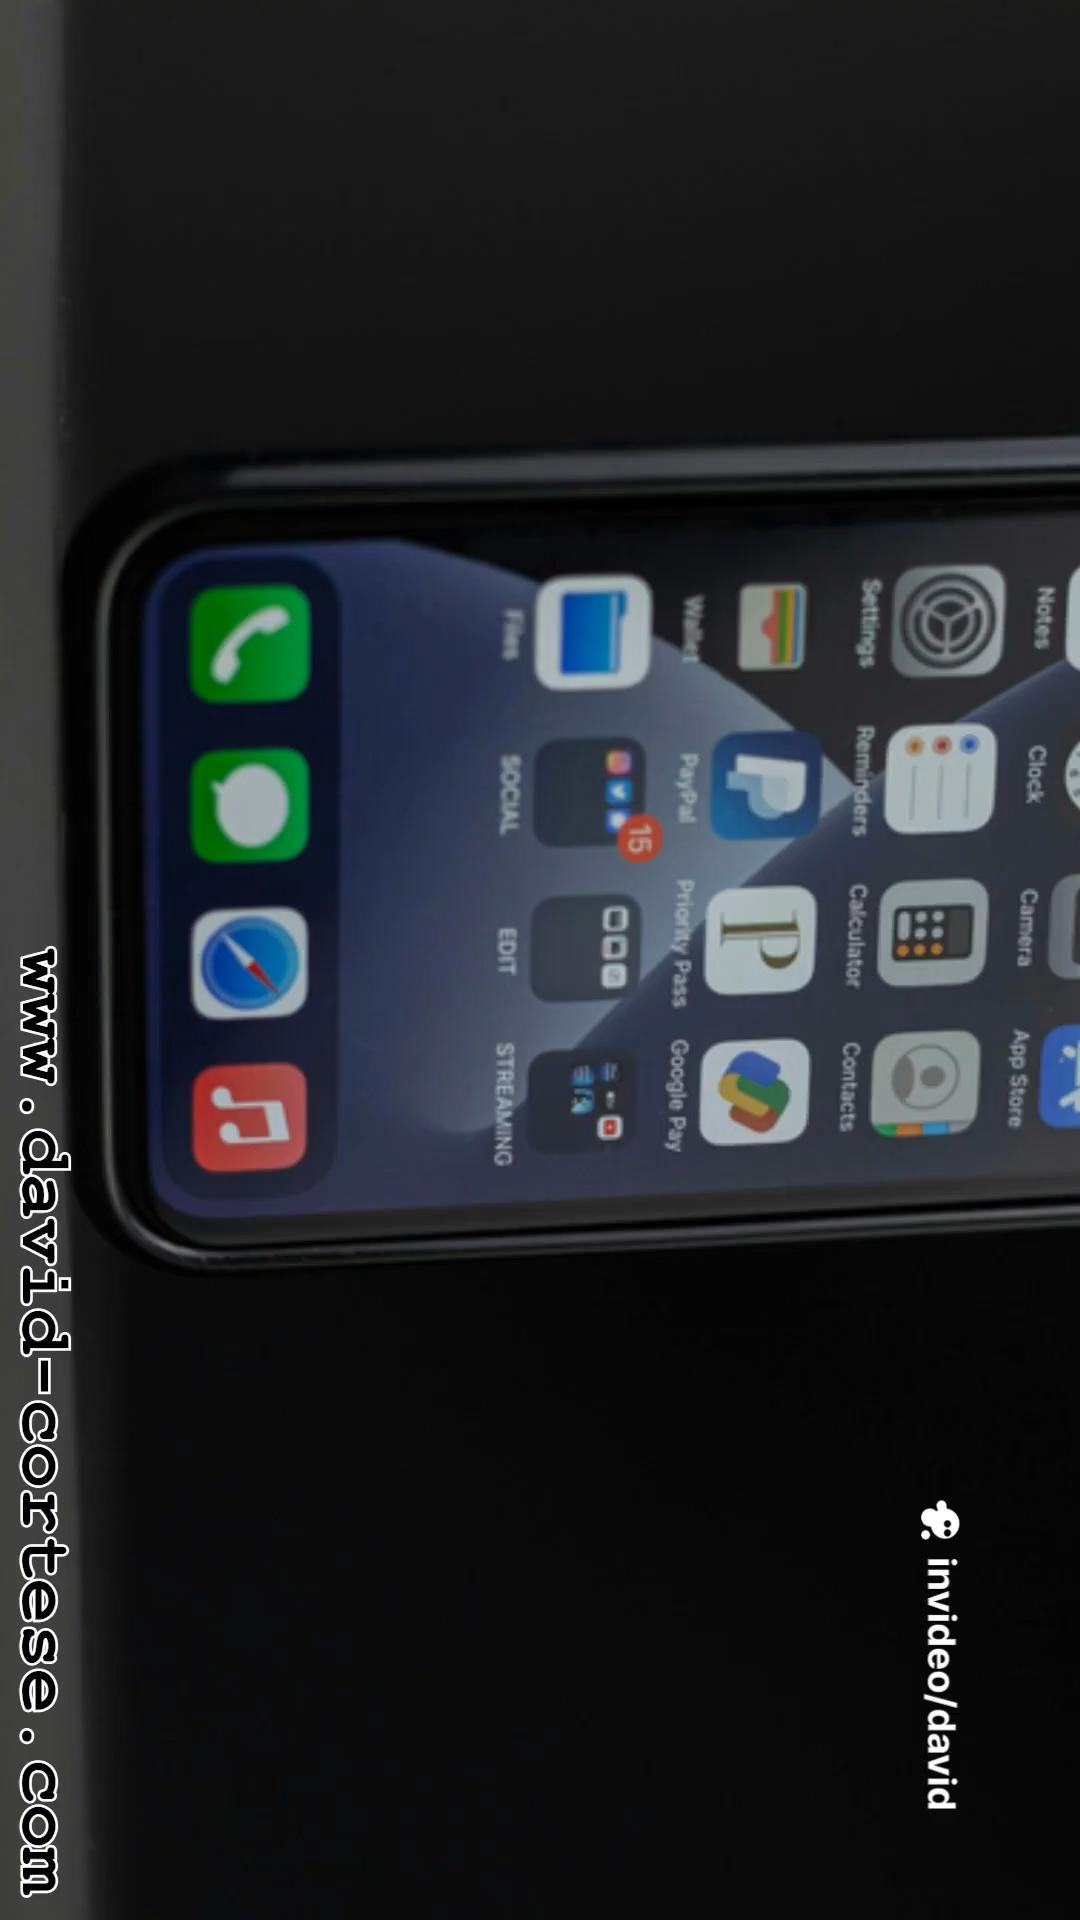 Notes
Clock
Camera
App Store
Settings
Reminders
Calculator
Contacts
Wallet
PayPal
Priority Pass
Google Pay
15
Files
SOCIAL
EDIT
STREAMING
invideo/david
www.david-cortese.com